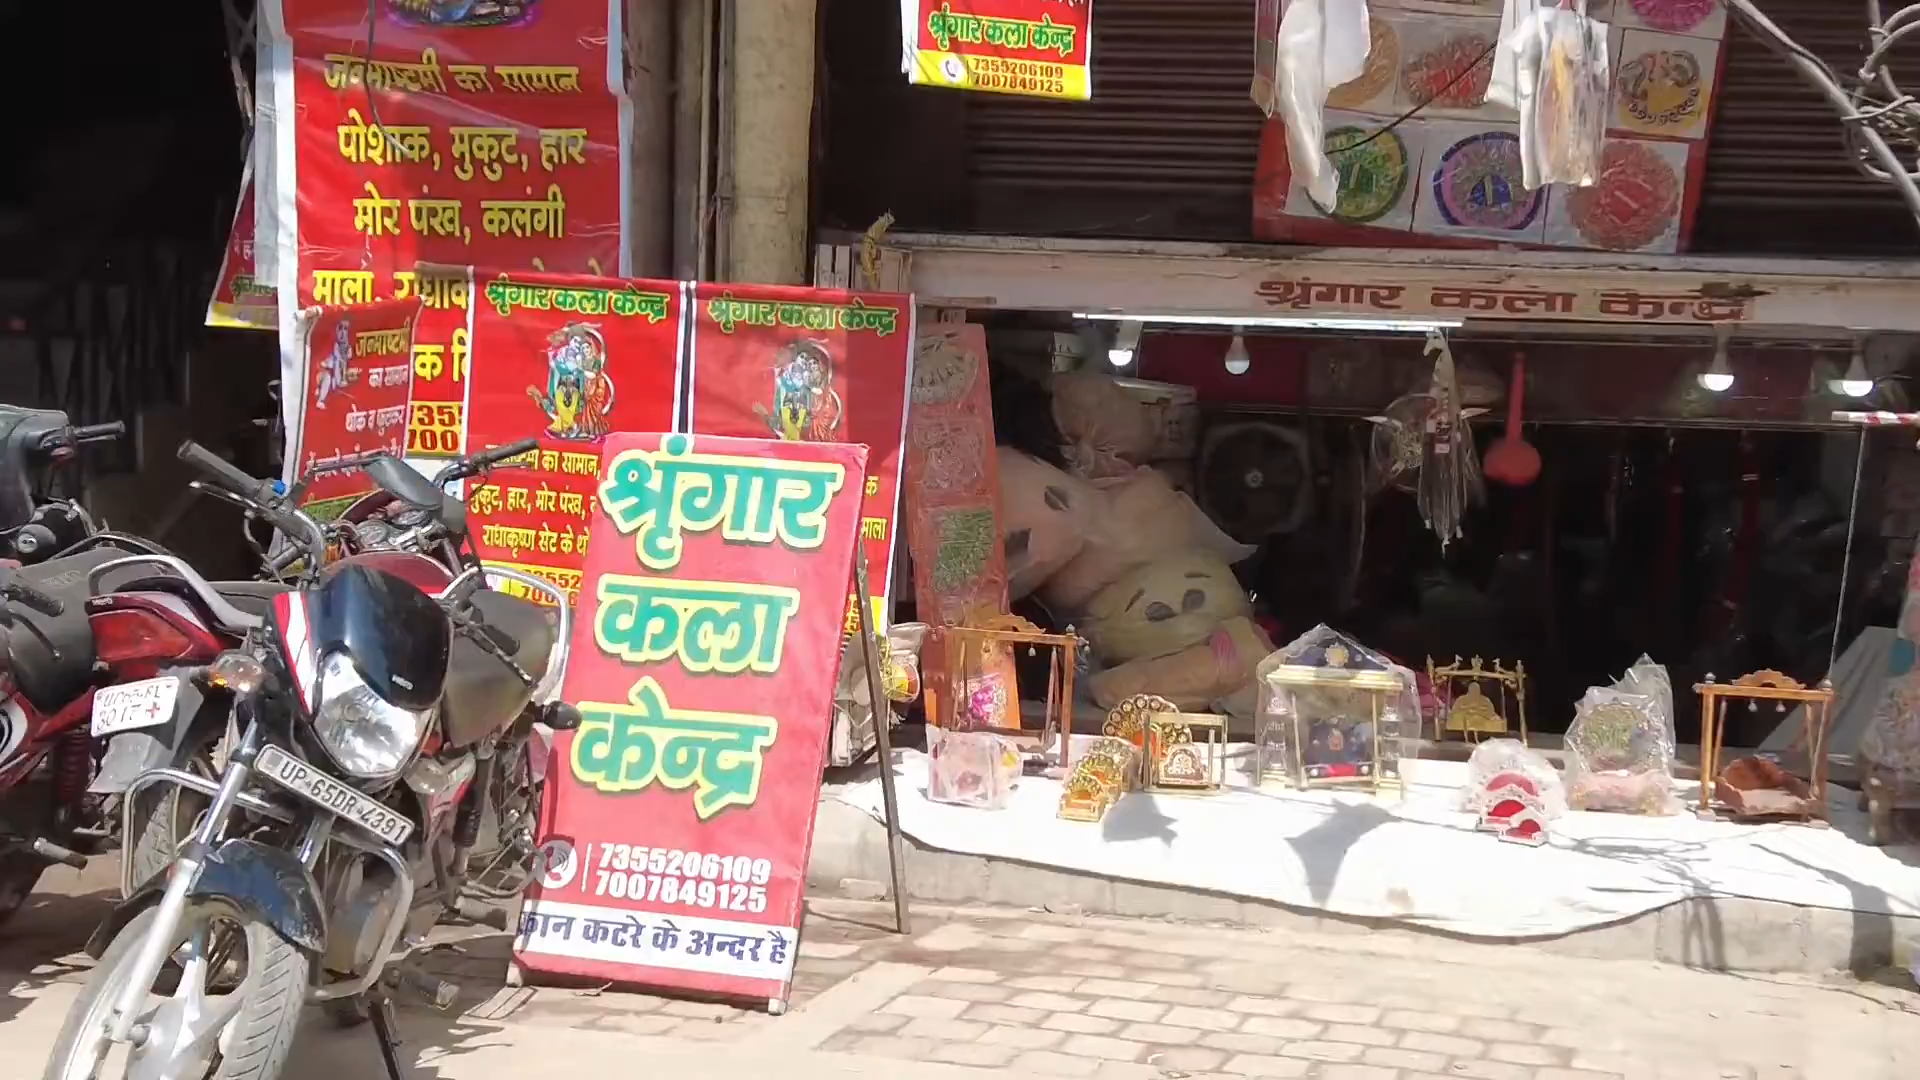 जन्माष्टमी का सामान
पोशाक, मुकुट, हार
मोर पंख, कलंगी
माला,
श्रृंगार कला केन्द्र
7355206109
7007849125
श्रृंगार कला केन्द्र
जन्माष्टमी
का सामान
थोक व फुटकर
श्रृंगार कला केन्द्र
का सामान,
मुकुट, हार, मोर पंख,
राधाकृष्ण सेट के
श्रृंगार कला केन्द्र
माला
श्रृंगार
कला
केन्द्र
7355206109
7007849125
कटरे के अन्दर है
UP-65DR-4391